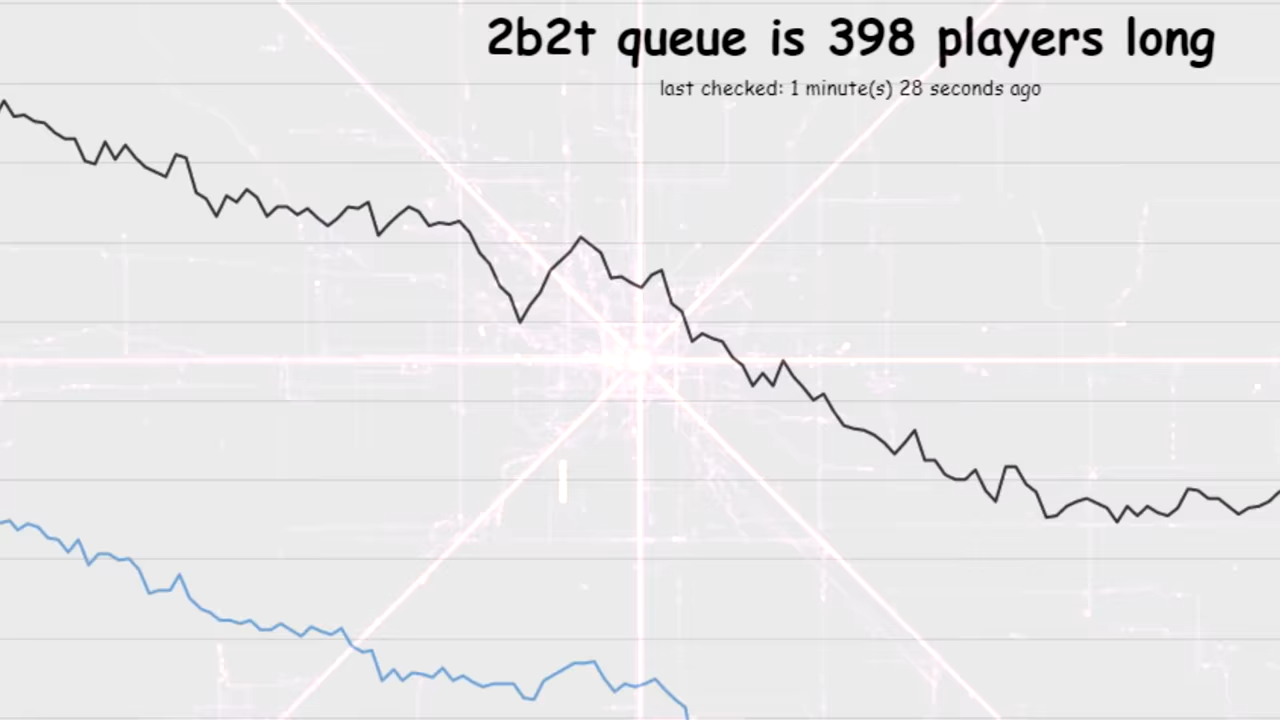 2b2t queue is 398 players long
last checked: 1 minute(s) 28 seconds ago